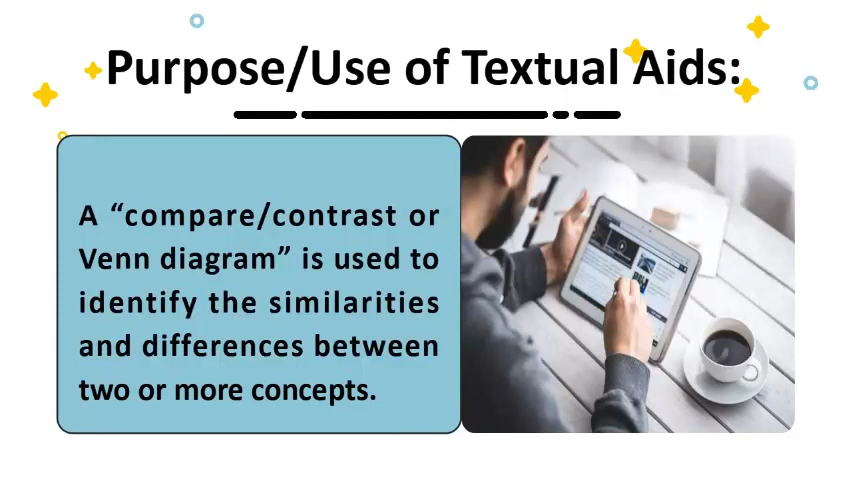 Purpose/Use of Textual Aids:
A “compare/contrast or
Venn diagram” is used to
identify the similarities
and differences between
two or more concepts.